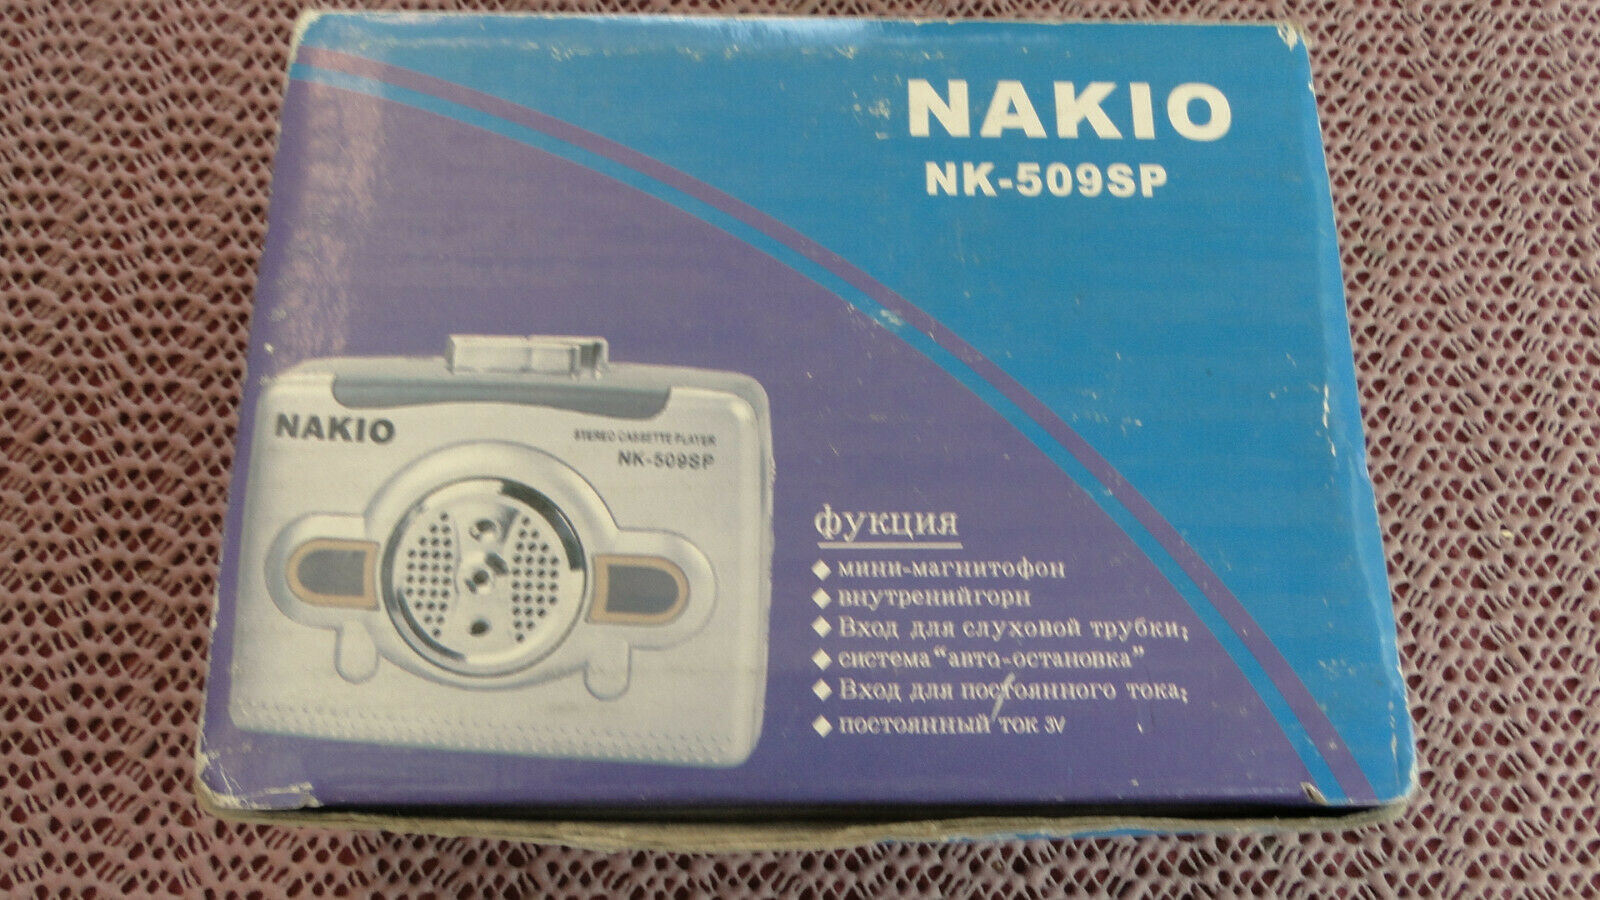 NAKIO
NK-509SP
NAKIO
STEREO CASSETTE PLAYER
NK-509SP
фукция
◆ мини-магнитофон
◆ внутренийгорн
◆ Вход для слуховой трубки;
◆ система “авто-остановка”
◆ Вход для постоянного тока;
◆ постоянный ток 3V